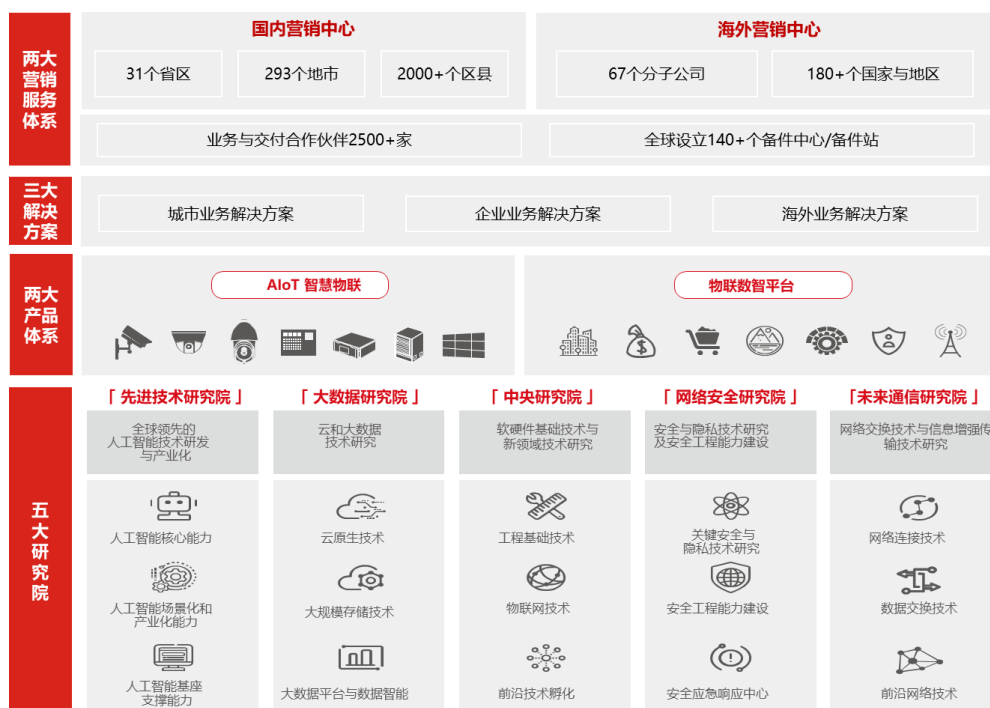 两大
营销
服务
体系
国内营销中心
31个省区
293个地市
2000+个区县
海外营销中心
67个分子公司
180+个国家与地区
业务与交付合作伙伴2500+家
全球设立140+个备件中心/备件站
三大
解决
方案
城市业务解决方案
企业业务解决方案
海外业务解决方案
两大
产品
体系
AIoT 智慧物联
物联数智平台
五
大
研
究
院
「 先进技术研究院 」
全球领先的
人工智能技术研发
与产业化
人工智能核心能力
人工智能场景化和
产业化能力
人工智能基座
支撑能力
「 大数据研究院 」
云和大数据
技术研究
云原生技术
大规模存储技术
大数据平台与数据智能
「 中央研究院 」
软硬件基础技术与
新领域技术研究
工程基础技术
物联网技术
前沿技术孵化
「 网络安全研究院 」
安全与隐私技术研究
及安全工程能力建设
关键安全与
隐私技术研究
安全工程能力建设
安全应急响应中心
「未来通信研究院 」
网络交换技术与信息增强传
输技术研究
网络连接技术
数据交换技术
前沿网络技术